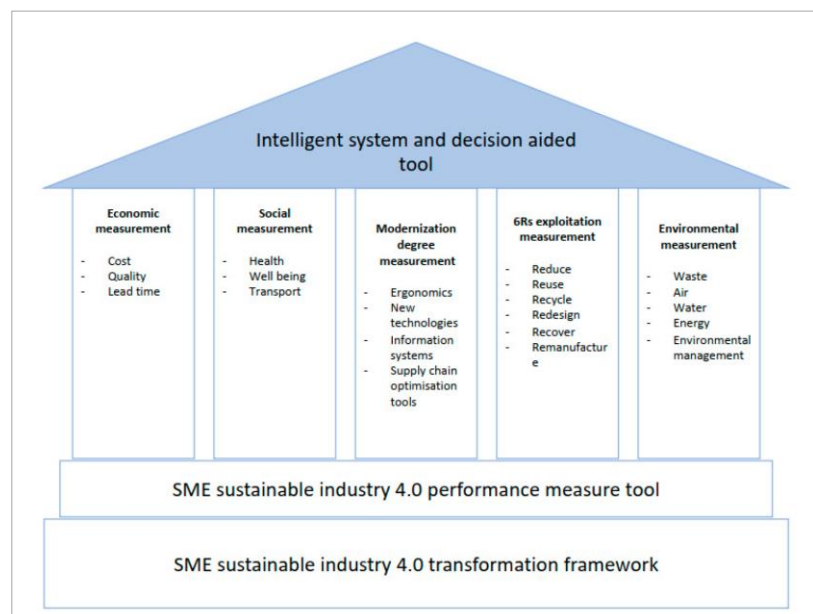 Intelligent system and decision aided
tool
Economic
measurement
- Cost
- Quality
- Lead time
Social
measurement
- Health
- Well being
- Transport
Modernization
degree
measurement
- Ergonomics
- New
technologies
- Information
systems
- Supply chain
optimisation
tools
6Rs exploitation
measurement
- Reduce
- Reuse
- Recycle
- Redesign
- Recover
- Remanufactur
e
Environmental
measurement
- Waste
- Air
- Water
- Energy
- Environmental
management
SME sustainable industry 4.0 performance measure tool
SME sustainable industry 4.0 transformation framework